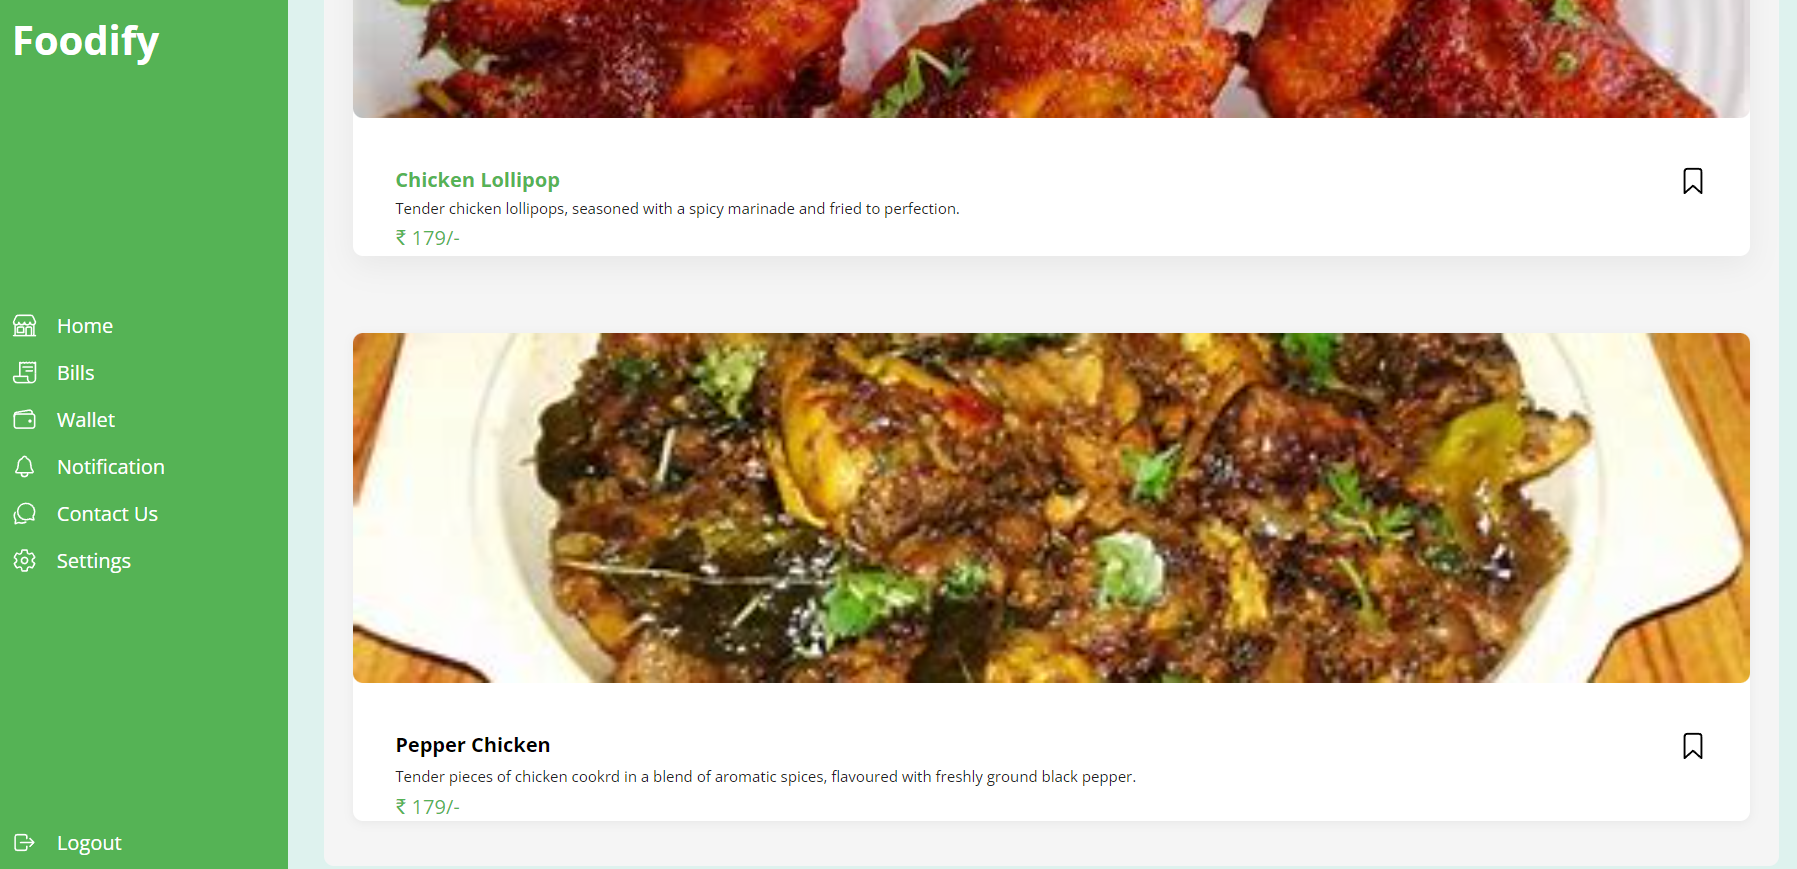 Foodify
Home
Bills
Wallet
Notification
Contact Us
Settings
Logout
Chicken Lollipop
Tender chicken lollipops, seasoned with a spicy marinade and fried to perfection.
₹ 179/-
Pepper Chicken
Tender pieces of chicken cookrd in a blend of aromatic spices, flavoured with freshly ground black pepper.
₹ 179/-